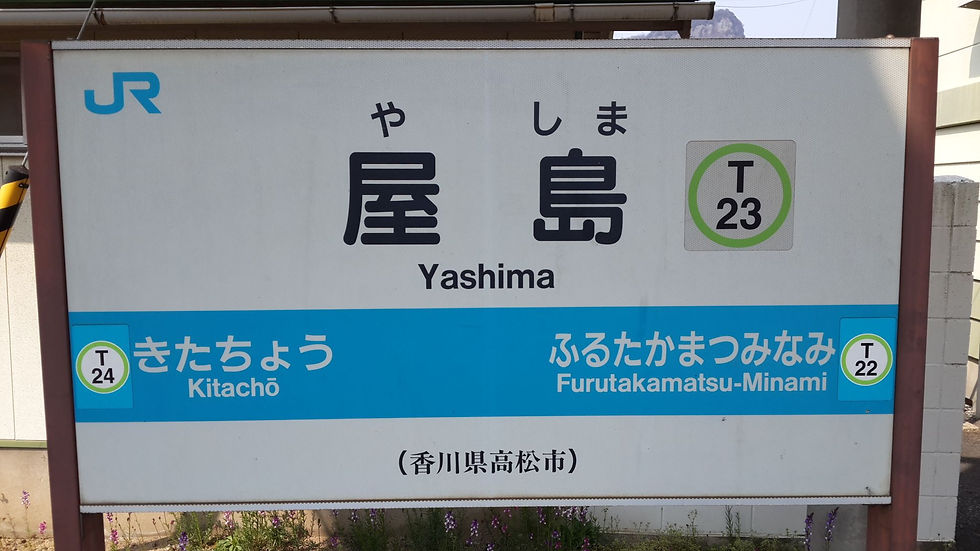 JR
や しま
屋島
T
23
Yashima
T
24
きたちょう
Kitachō
ふるたかまつみなみ
Furutakamatsu-Minami
T
22
(香川県高松市)